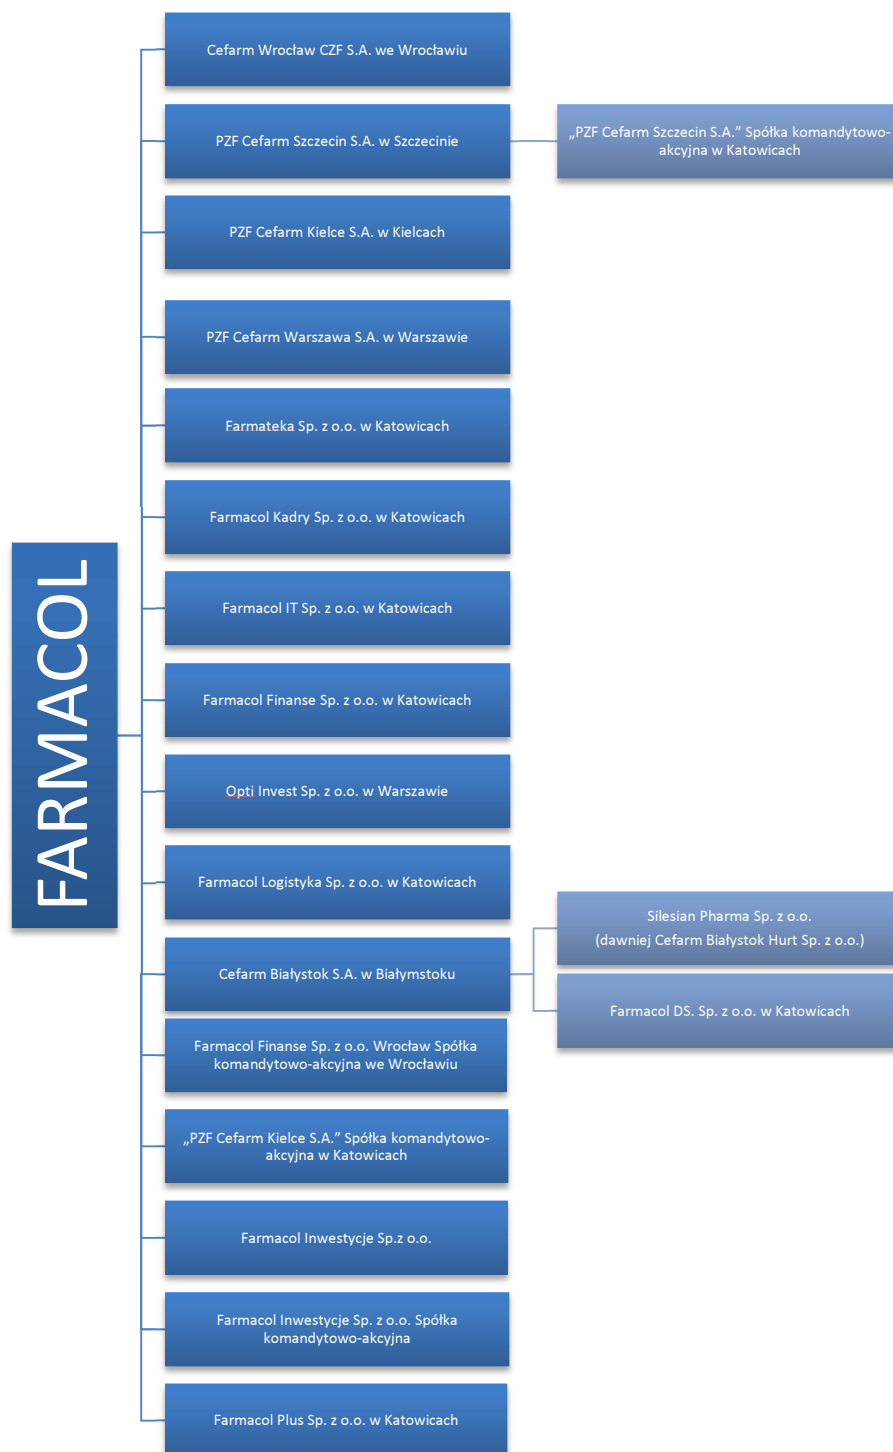 Cefarm Wrocław CZF S.A. we Wrocławiu
PZF Cefarm Szczecin S.A. w Szczecinie
„PZF Cefarm Szczecin S.A.” Spółka komandytowo-
akcyjna w Katowicach
PZF Cefarm Kielce S.A. w Kielcach
PZF Cefarm Warszawa S.A. w Warszawie
Farmateka Sp. z o.o. w Katowicach
Farmacol Kadry Sp. z o.o. w Katowicach
FARMACOL
Farmacol IT Sp. z o.o. w Katowicach
Farmacol Finanse Sp. z o.o. w Katowicach
Opti Invest Sp. z o.o. w Warszawie
Farmacol Logistyka Sp. z o.o. w Katowicach
Cefarm Białystok S.A. w Białymstoku
Silesian Pharma Sp. z o.o.
(dawniej Cefarm Białystok Hurt Sp. z o.o.)
Farmacol DS. Sp. z o.o. w Katowicach
Farmacol Finanse Sp. z o.o. Wrocław Spółka
komandytowo-akcyjna we Wrocławiu
„PZF Cefarm Kielce S.A.” Spółka komandytowo-
akcyjna w Katowicach
Farmacol Inwestycje Sp.z o.o.
Farmacol Inwestycje Sp. z o.o. Spółka
komandytowo-akcyjna
Farmacol Plus Sp. z o.o. w Katowicach